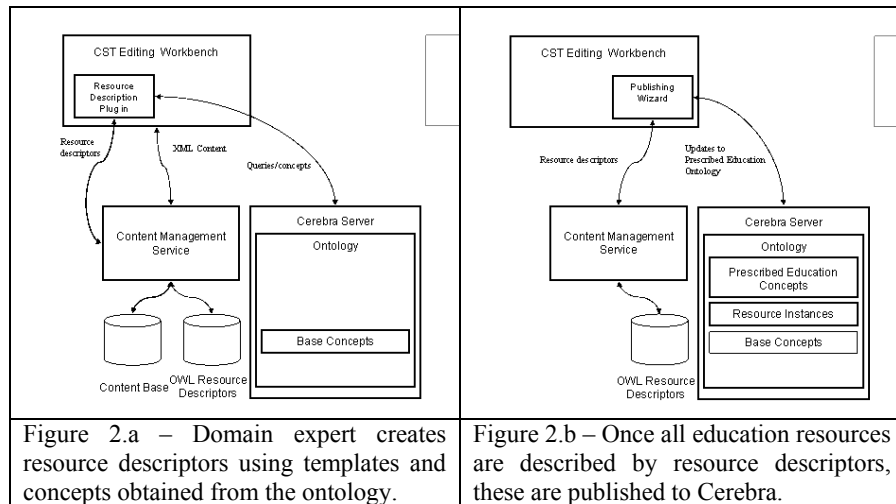 CST Editing Workbench
Resource
Description
Plug in
Resource
descriptors
XML Content
Queries/concepts
Content Management
Service
Content Base
OWL Resource
Descriptors
Cerebra Server
Ontology
Base Concepts
Figure 2.a – Domain expert creates
resource descriptors using templates and
concepts obtained from the ontology.
CST Editing Workbench
Publishing
Wizard
Resource descriptors
Updates to
Prescribed Education
Ontology
Content Management
Service
OWL Resource
Descriptors
Cerebra Server
Ontology
Prescribed Education
Concepts
Resource Instances
Base Concepts
Figure 2.b – Once all education resources
are described by resource descriptors,
these are published to Cerebra.